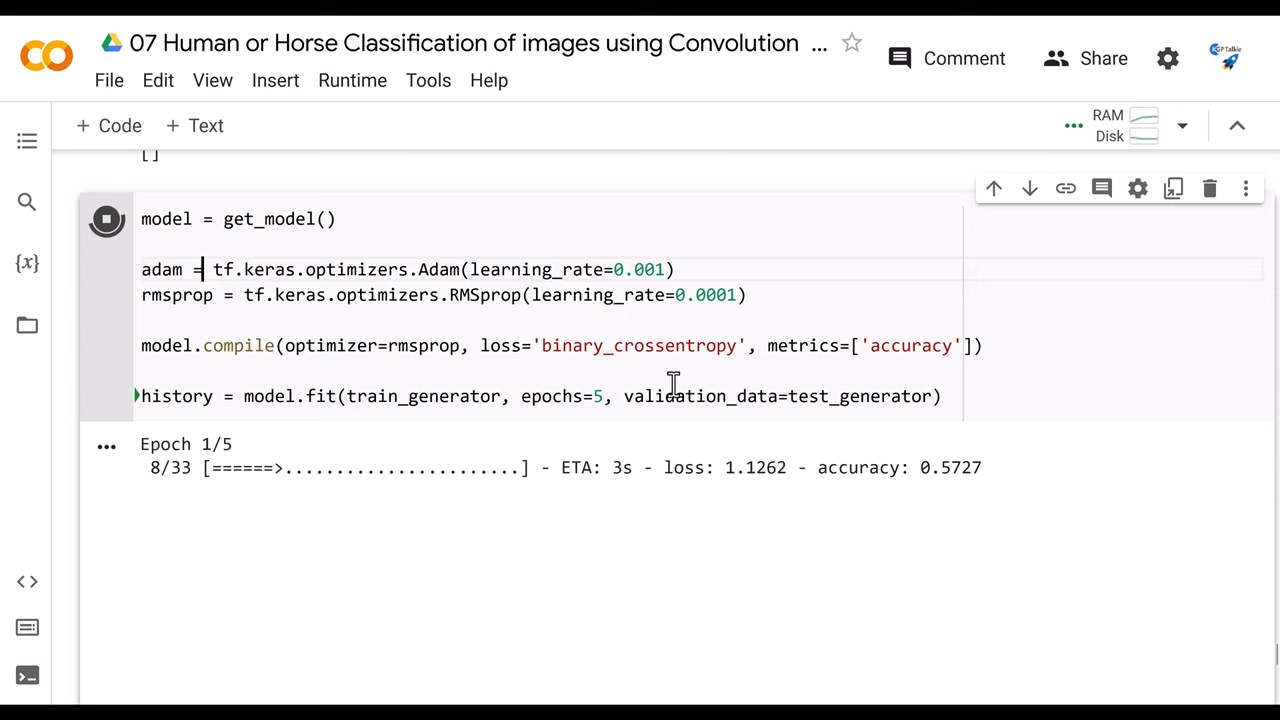 07 Human or Horse Classification of images using Convolution ...
Comment
Share
KGP Talkie
File Edit View Insert Runtime Tools Help
+ Code + Text
RAM
Disk
[]
{x}
model = get_model()
adam = tf.keras.optimizers.Adam(learning_rate=0.001)
rmsprop = tf.keras.optimizers.RMSprop(learning_rate=0.0001)
model.compile(optimizer=rmsprop, loss='binary_crossentropy', metrics=['accuracy'])
history = model.fit(train_generator, epochs=5, validation_data=test_generator)
Epoch 1/5
8/33 [======>.......................] - ETA: 3s - loss: 1.1262 - accuracy: 0.5727